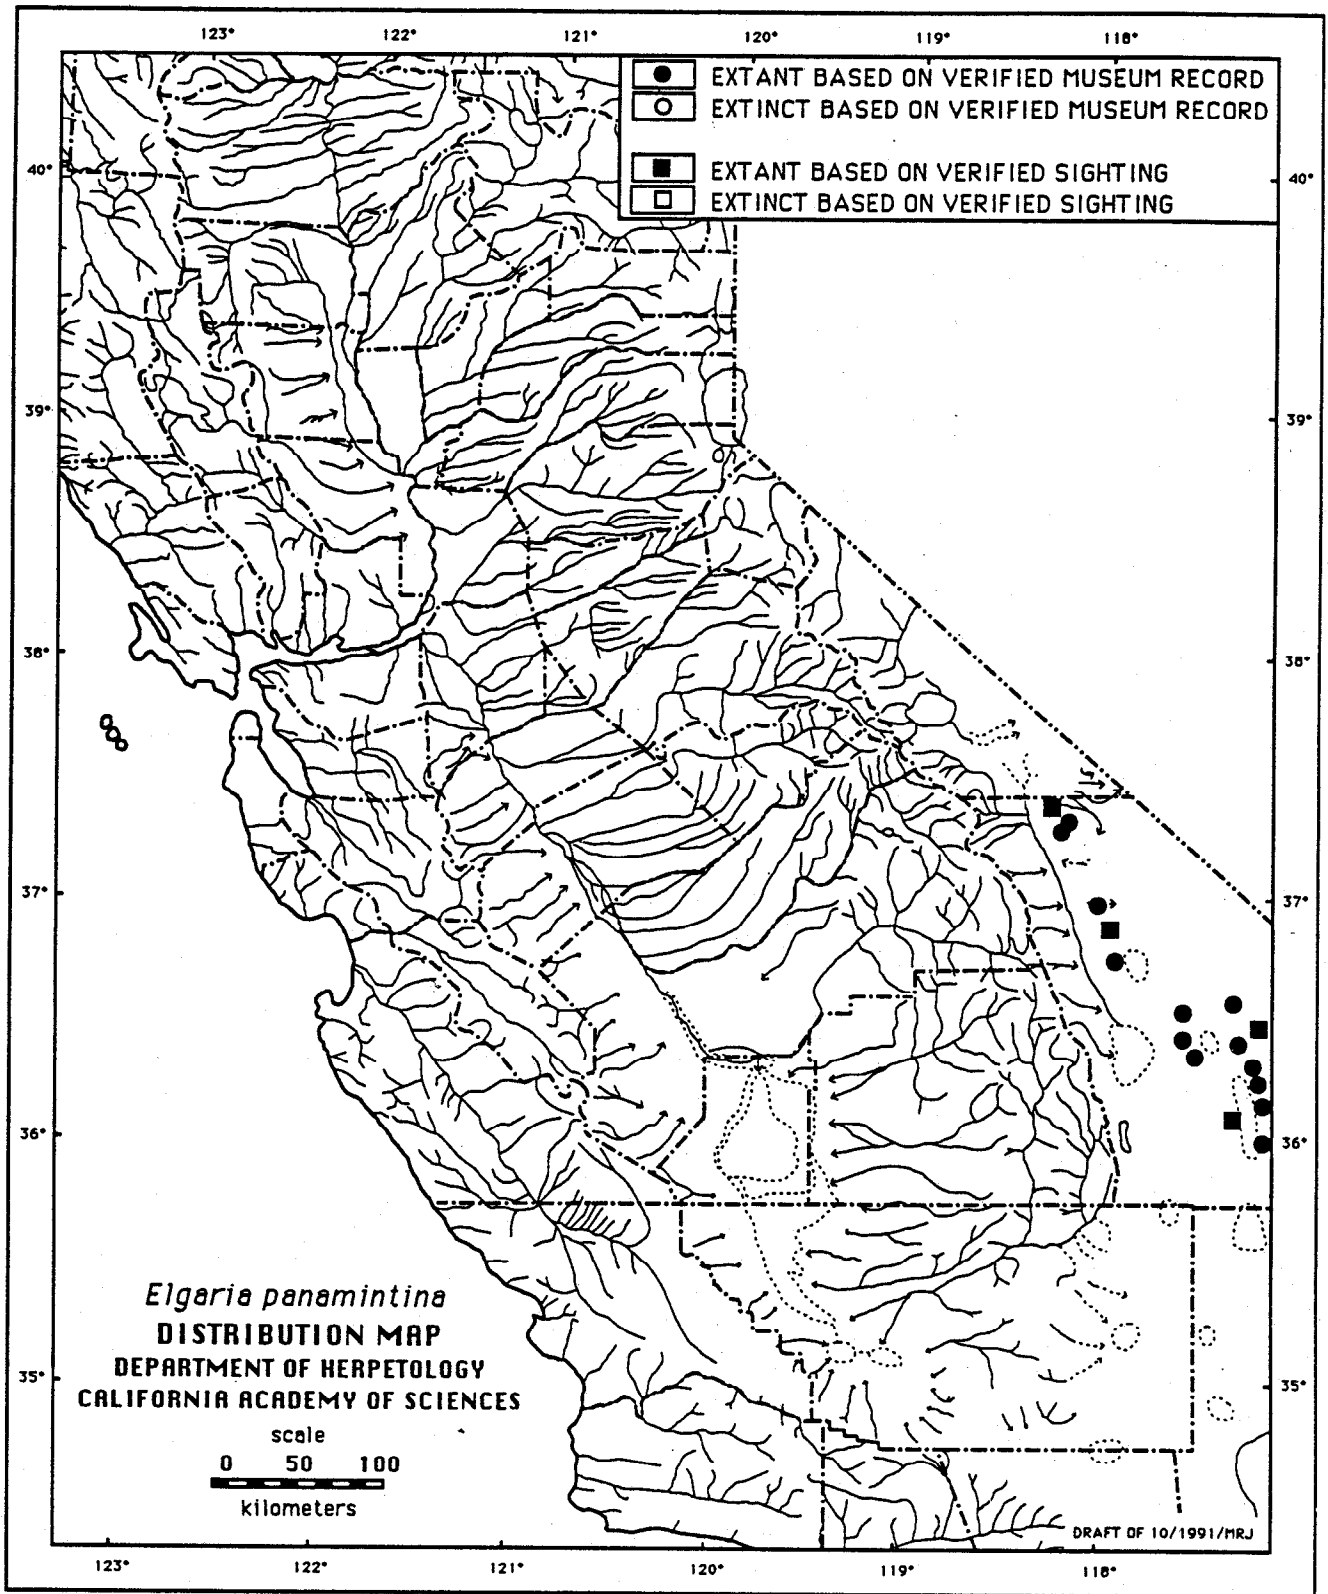 123° 122° 121° 120° 119° 118°
EXTANT BASED ON VERIFIED MUSEUM RECORD
EXTINCT BASED ON VERIFIED MUSEUM RECORD
EXTANT BASED ON VERIFIED SIGHTING
EXTINCT BASED ON VERIFIED SIGHTING
40° 40°
39° 39°
38° 38°
37° 37°
36° 36°
35° 35°
Elgaria panamintina
DISTRIBUTION MAP
DEPARTMENT OF HERPETOLOGY
CALIFORNIA ACADEMY OF SCIENCES
scale
0 50 100
kilometers
DRAFT OF 10/1991/MRJ
123° 122° 121° 120° 119° 118°